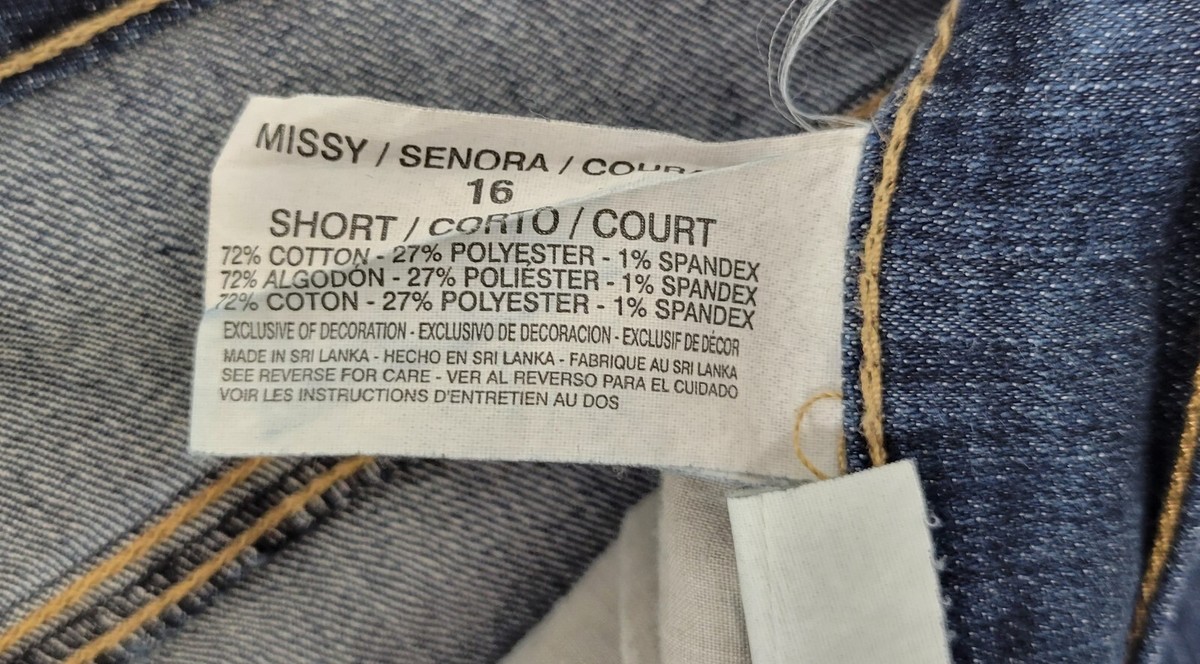 MISSY / SENORA /
16
SHORT / CORTO / COURT
72% COTTON - 27% POLYESTER - 1% SPANDEX
72% ALGODÓN - 27% POLIÉSTER - 1% SPANDEX
72% COTON - 27% POLYESTER - 1% SPANDEX
EXCLUSIVE OF DECORATION - EXCLUSIVO DE DECORACION - EXCLUSIF DE DÉCOR
MADE IN SRI LANKA - HECHO EN SRI LANKA - FABRIQUE AU SRI LANKA
SEE REVERSE FOR CARE - VER AL REVERSO PARA EL CUIDADO
VOIR LES INSTRUCTIONS D'ENTRETIEN AU DOS